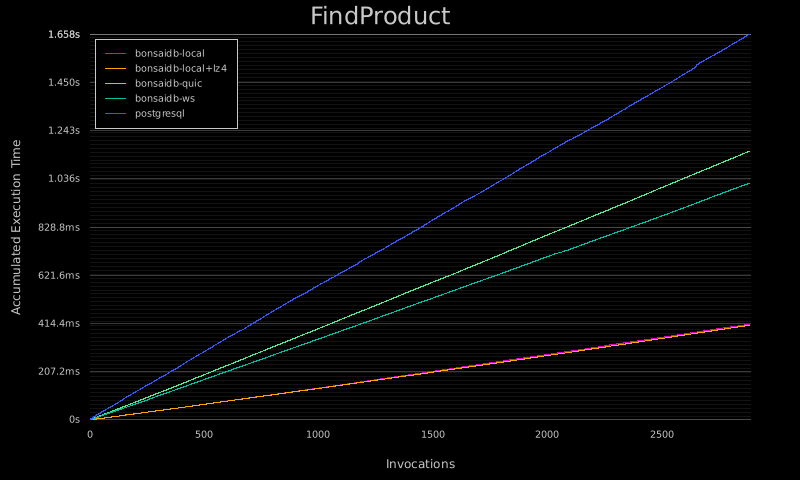 FindProduct
1.658s
1.450s
1.243s
1.036s
828.8ms
621.6ms
414.4ms
207.2ms
0s
bonsaidb-local
bonsaidb-local+lz4
bonsaidb-quic
bonsaidb-ws
postgresql
Accumulated Execution Time
0 500 1000 1500 2000 2500
Invocations